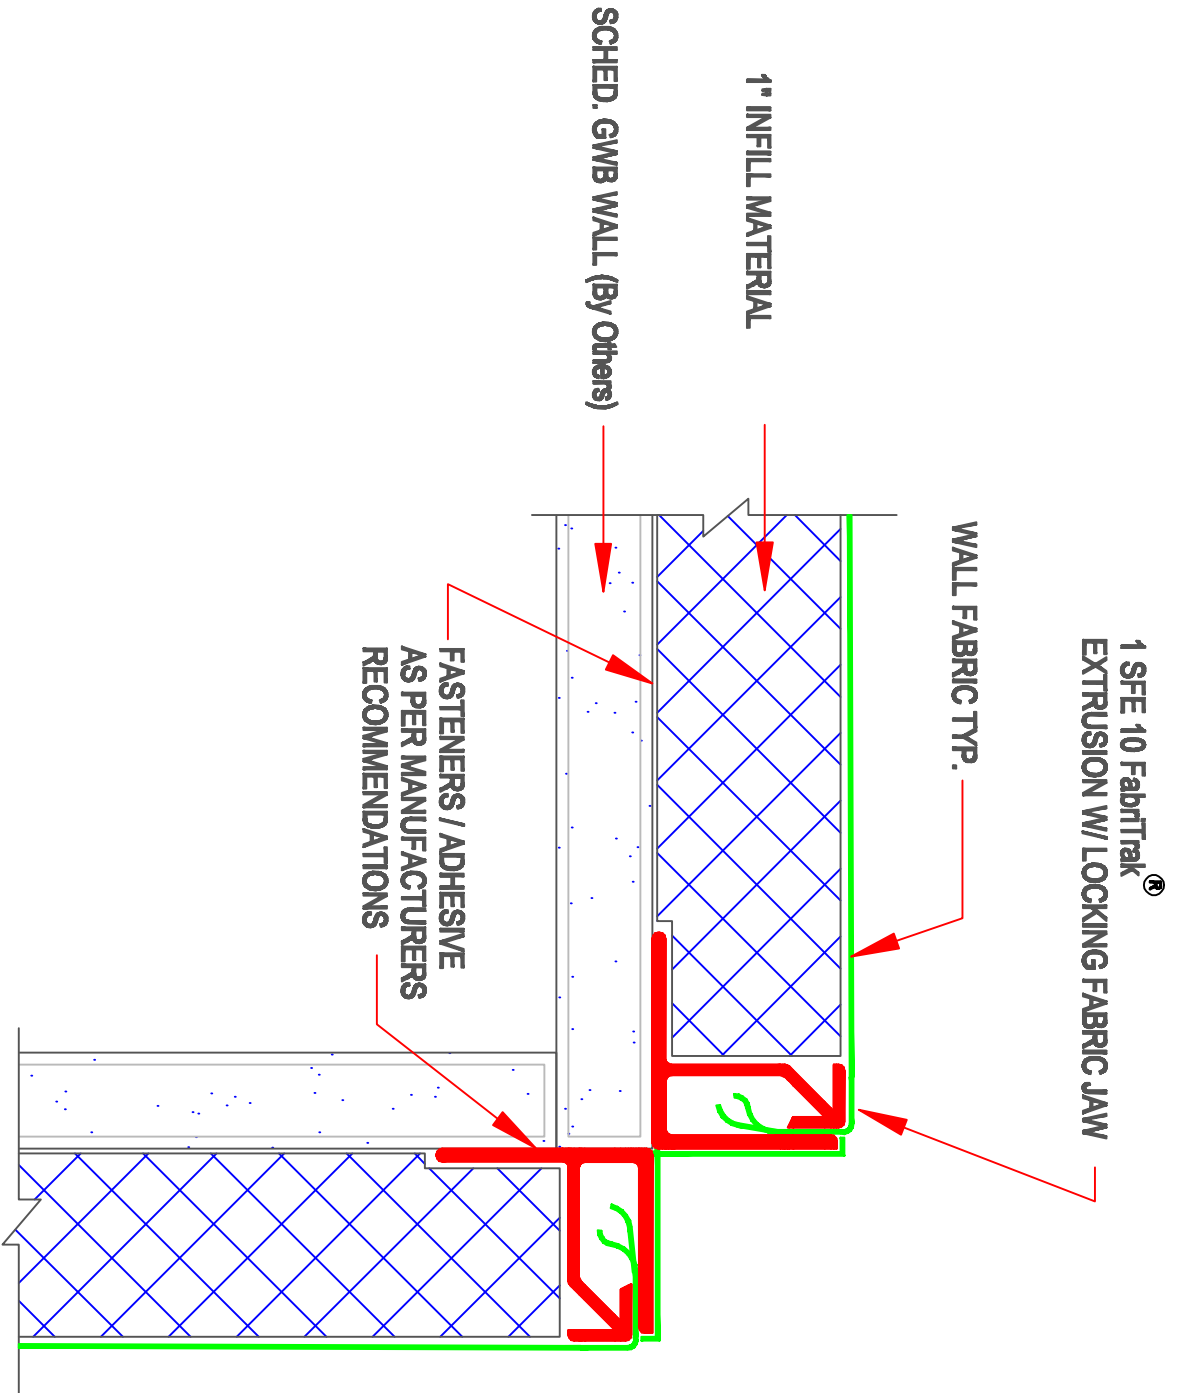 1 SFE 10 FabriTrak®
EXTRUSION W/ LOCKING FABRIC JAW
WALL FABRIC TYP.
1" INFILL MATERIAL
SCHED. GWB WALL (By Others)
FASTENERS / ADHESIVE
AS PER MANUFACTURERS
RECOMMENDATIONS